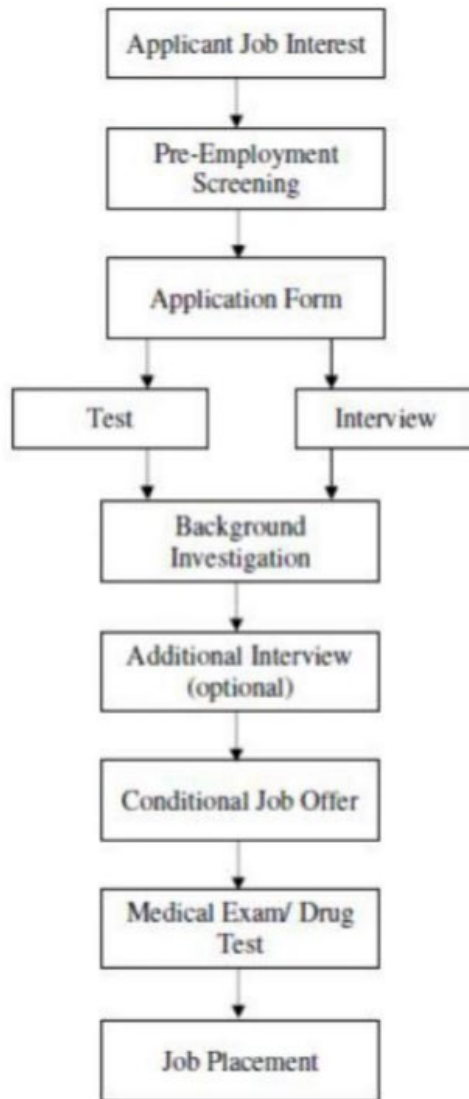 Applicant Job Interest
Pre-Employment
Screening
Application Form
Test
Interview
Background
Investigation
Additional Interview
(optional)
Conditional Job Offer
Medical Exam/ Drug
Test
Job Placement